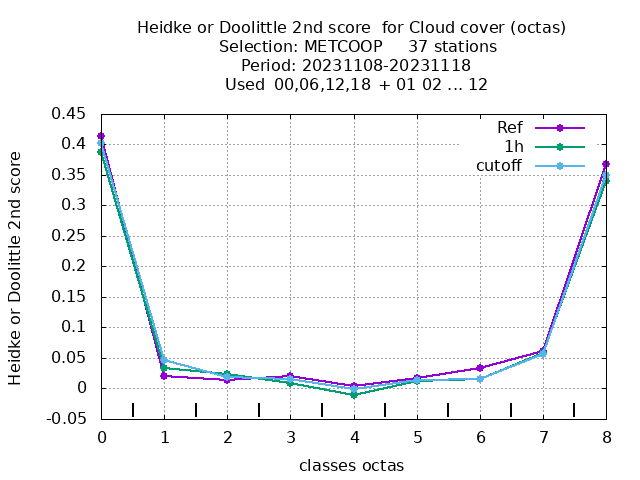 Heidke or Doolittle 2nd score  for Cloud cover (octas)
Selection: METCOOP     37 stations
Period: 20231108-20231118
Used  00,06,12,18 + 01 02 ... 12
Heidke or Doolittle 2nd score
0.45
0.4
0.35
0.3
0.25
0.2
0.15
0.1
0.05
0
-0.05
Ref
1h
cutoff
0 1 2 3 4 5 6 7 8
classes octas